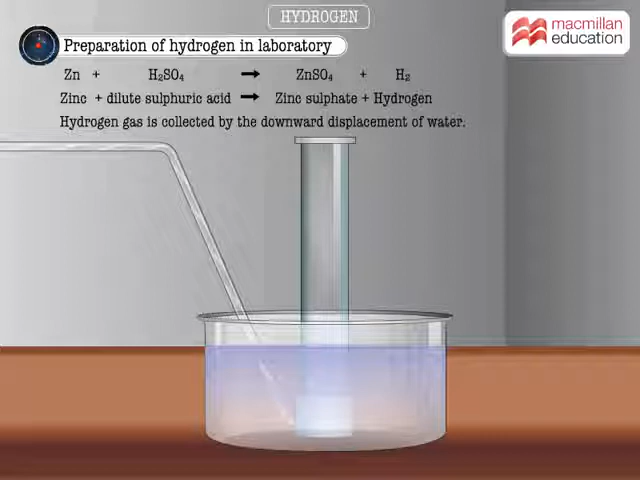 HYDROGEN
macmillan
education
Preparation of hydrogen in laboratory
Zn + H₂SO₄ → ZnSO₄ + H₂
Zinc + dilute sulphuric acid → Zinc sulphate + Hydrogen
Hydrogen gas is collected by the downward displacement of water.